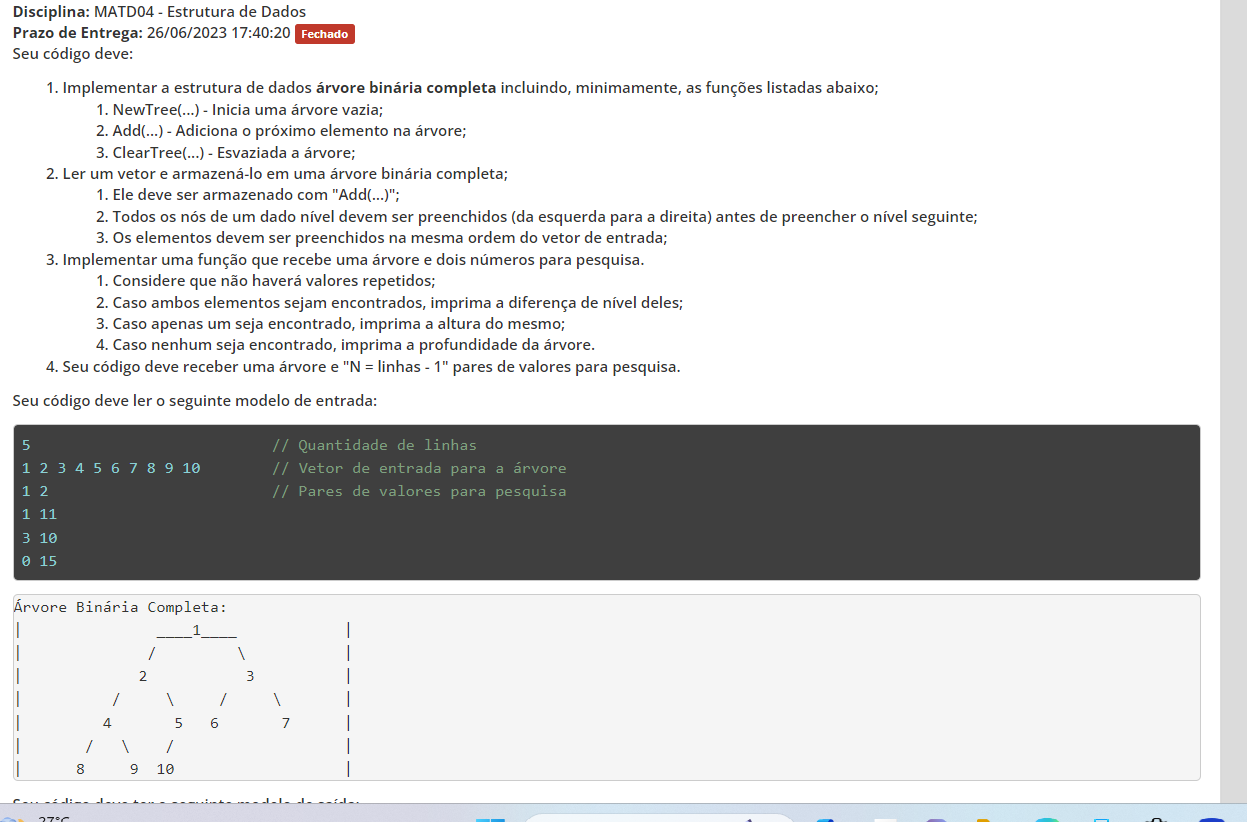 Disciplina: MATD04 - Estrutura de Dados
Prazo de Entrega: 26/06/2023 17:40:20 Fechado
Seu código deve:
1. Implementar a estrutura de dados árvore binária completa incluindo, minimamente, as funções listadas abaixo;
1. NewTree(...) - Inicia uma árvore vazia;
2. Add(...) - Adiciona o próximo elemento na árvore;
3. ClearTree(...) - Esvaziada a árvore;
2. Ler um vetor e armazená-lo em uma árvore binária completa;
1. Ele deve ser armazenado com "Add(...)";
2. Todos os nós de um dado nível devem ser preenchidos (da esquerda para a direita) antes de preencher o nível seguinte;
3. Os elementos devem ser preenchidos na mesma ordem do vetor de entrada;
3. Implementar uma função que recebe uma árvore e dois números para pesquisa.
1. Considere que não haverá valores repetidos;
2. Caso ambos elementos sejam encontrados, imprima a diferença de nível deles;
3. Caso apenas um seja encontrado, imprima a altura do mesmo;
4. Caso nenhum seja encontrado, imprima a profundidade da árvore.
4. Seu código deve receber uma árvore e "N = linhas - 1" pares de valores para pesquisa.
Seu código deve ler o seguinte modelo de entrada:
5 // Quantidade de linhas
1 2 3 4 5 6 7 8 9 10 // Vetor de entrada para a árvore
1 2 // Pares de valores para pesquisa
1 11
3 10
0 15
Árvore Binária Completa:
| ____1____ |
| / \ |
| 2 3 |
| / \ / \ |
| 4 5 6 7 |
| / \ / |
| 8 9 10 |
Seu código deve ter o seguinte modelo de saída:
27°C